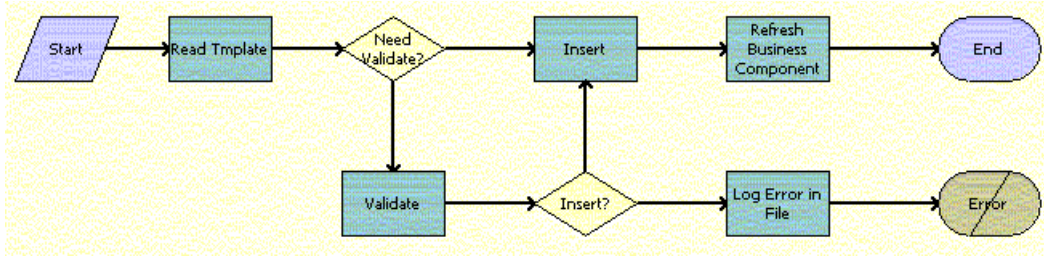 Start
Read Tmplate
Need
Validate?
Insert
Refresh
Business
Component
End
Validate
Insert?
Log Error in
File
Error